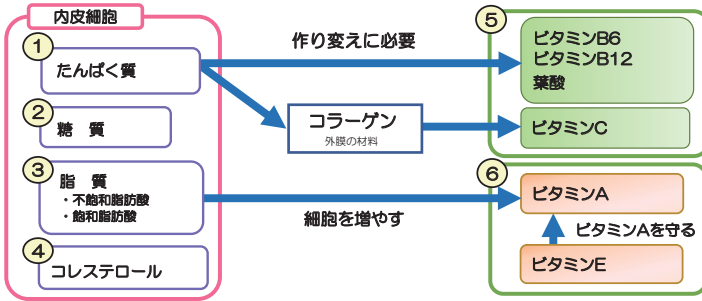 内皮細胞
①
たんぱく質
②
糖　質
③
脂　質
・不飽和脂肪酸
・飽和脂肪酸
④
コレステロール
作り変えに必要
コラーゲン
外膜の材料
細胞を増やす
⑤
ビタミンB6
ビタミンB12
葉酸
ビタミンC
⑥
ビタミンA
ビタミンAを守る
ビタミンE